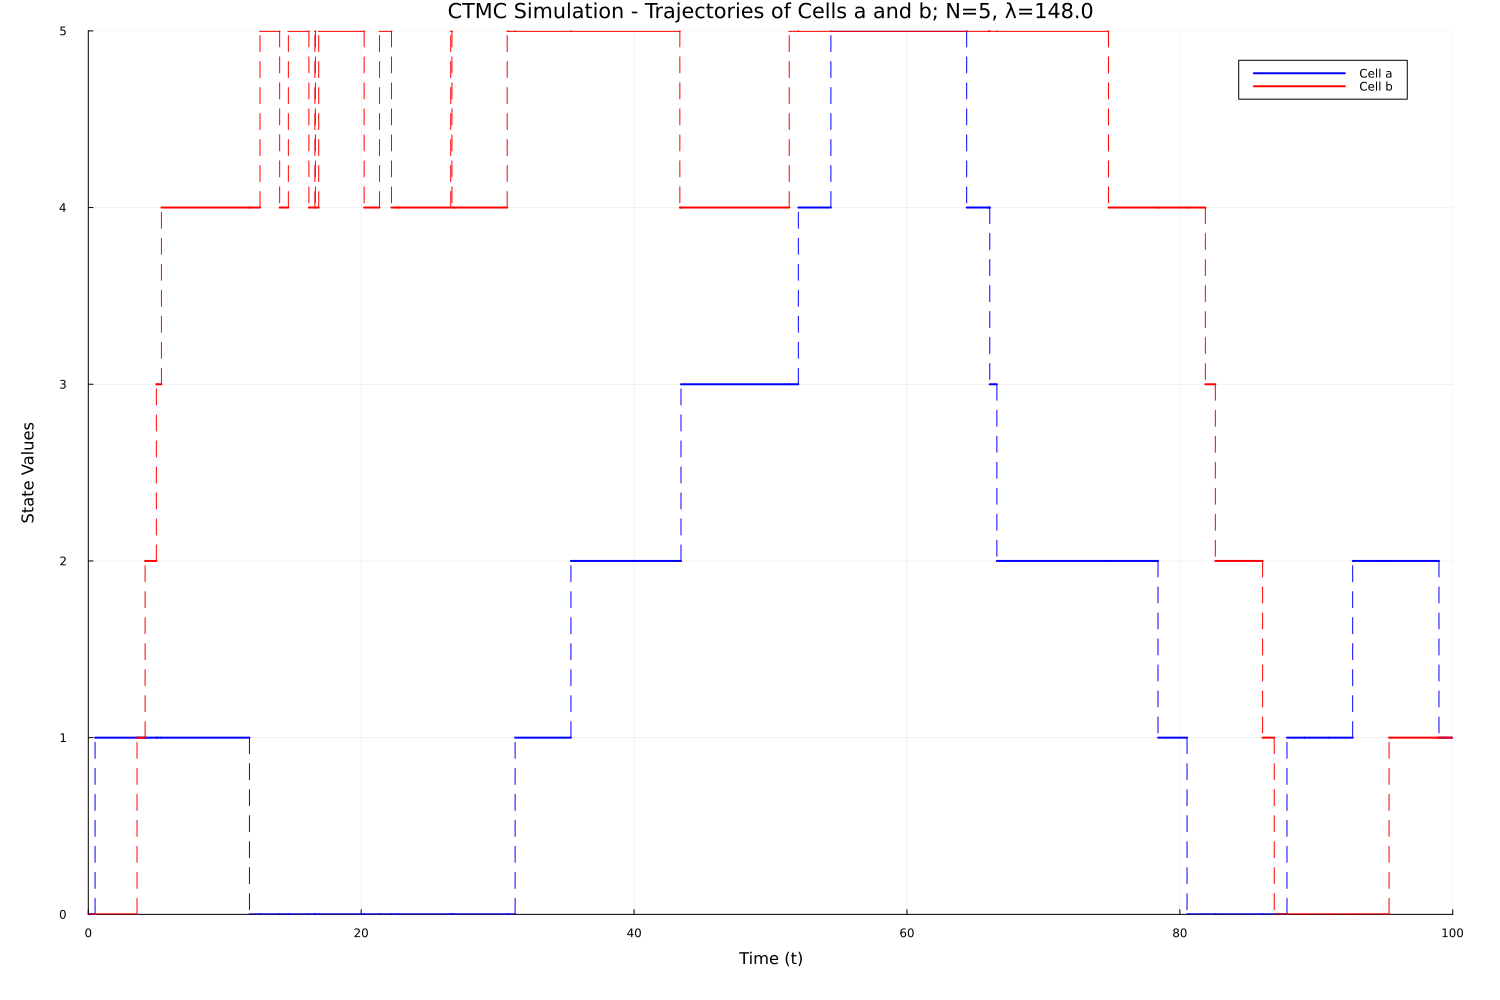 CTMC Simulation - Trajectories of Cells a and b; N=5, λ=148.0
Cell a
Cell b
State Values
5
4
3
2
1
0
0 20 40 60 80 100
Time (t)